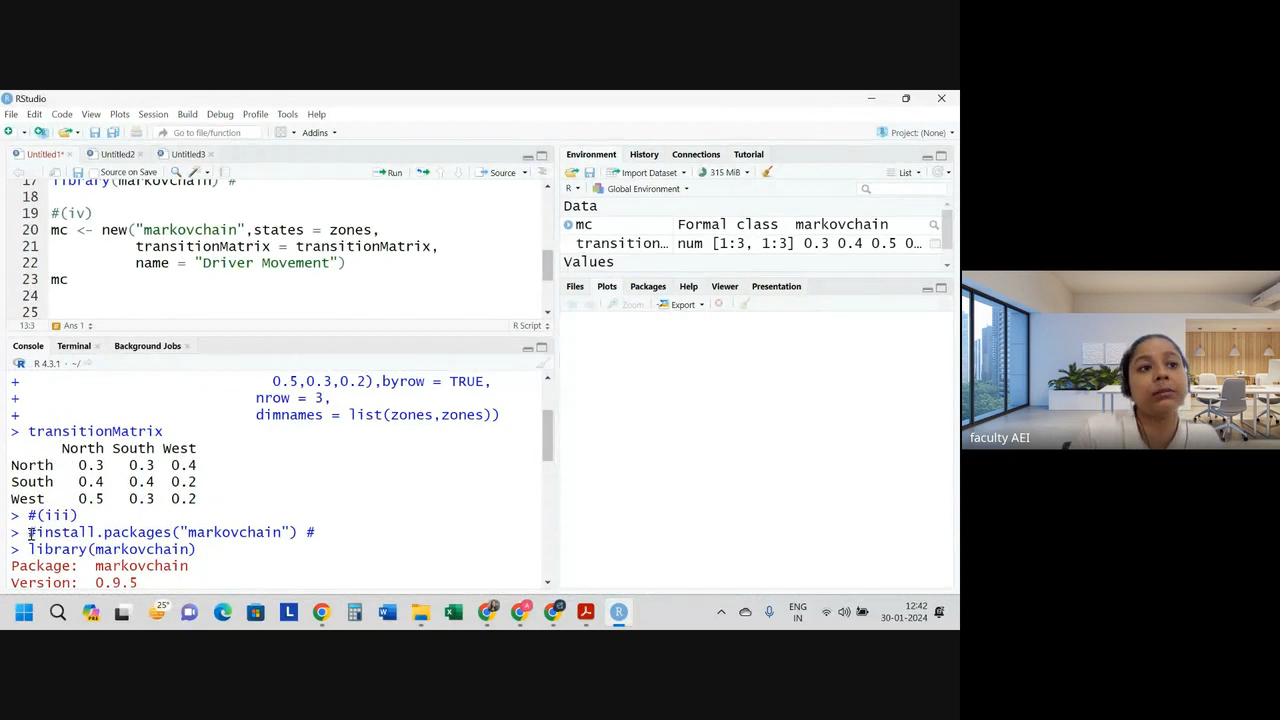 RStudio
File Edit Code View Plots Session Build Debug Profile Tools Help
Go to file/function Addins Project: (None)
Untitled1* Untitled2 Untitled3
Source on Save Run Source
17 library(markovchain) #
18
19 #(iv)
20 mc <- new("markovchain",states = zones,
21 transitionMatrix = transitionMatrix,
22 name = "Driver Movement")
23 mc
24
25
13:3 Ans 1 R Script
Console Terminal Background Jobs
R 4.3.1 · ~/
+ 0.5,0.3,0.2),byrow = TRUE,
+ nrow = 3,
+ dimnames = list(zones,zones))
> transitionMatrix
North South West
North 0.3 0.3 0.4
South 0.4 0.4 0.2
West 0.5 0.3 0.2
> #(iii)
> #install.packages("markovchain") #
> library(markovchain)
Package: markovchain
Version: 0.9.5
Environment History Connections Tutorial
Import Dataset 315 MiB List
R Global Environment
Data
mc Formal class markovchain
transition… num [1:3, 1:3] 0.3 0.4 0.5 0…
Values
Files Plots Packages Help Viewer Presentation
Zoom Export
faculty AEI
25°
PRE
L
W
R
ENG
IN
12:42
30-01-2024